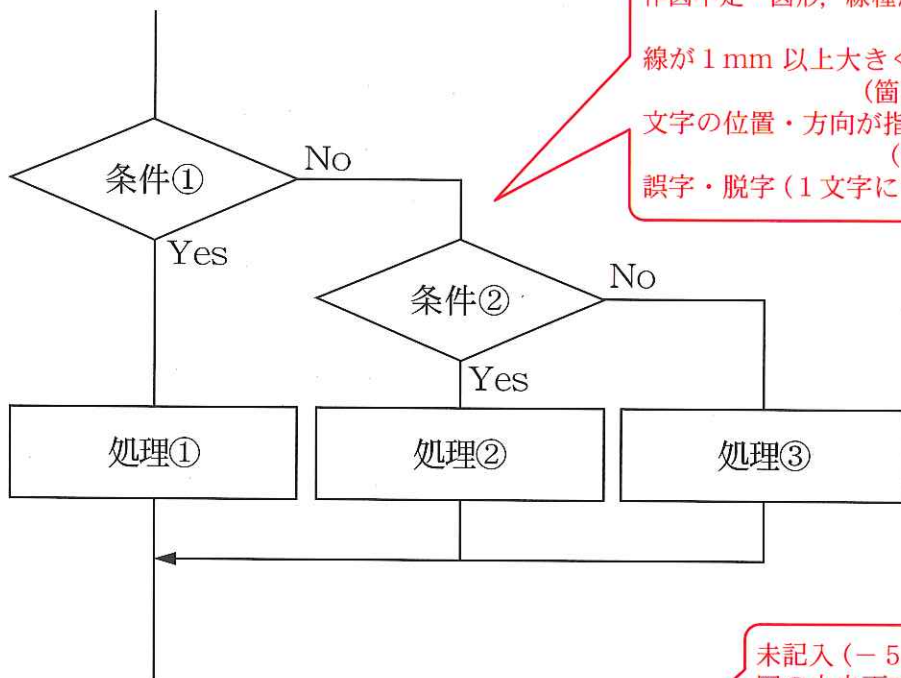 線が1mm 以上大きく
(箇
文字の位置・方向が指
(
誤字・脱字(1文字に
条件①
No
Yes
条件②
No
Yes
処理①
処理②
処理③
未記入(-5